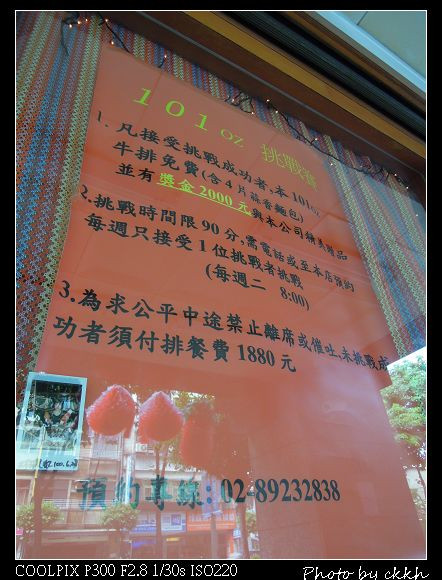 101 OZ 挑戰賽
1. 凡接受挑戰成功者,本101oz
牛排免費(含4片蒜香麵包)
並有獎金2000元與本公司精美贈品
2.挑戰時間限90分,需電話或至本店預約
每週只接受1位挑戰者挑戰
(每週二 8:00)
3.為求公平中途禁止離席或催吐,未挑戰成
功者須付排餐費1880元
預約專線:02-89232838
COOLPIX P300 F2.8 1/30s ISO220
Photo by ckkh